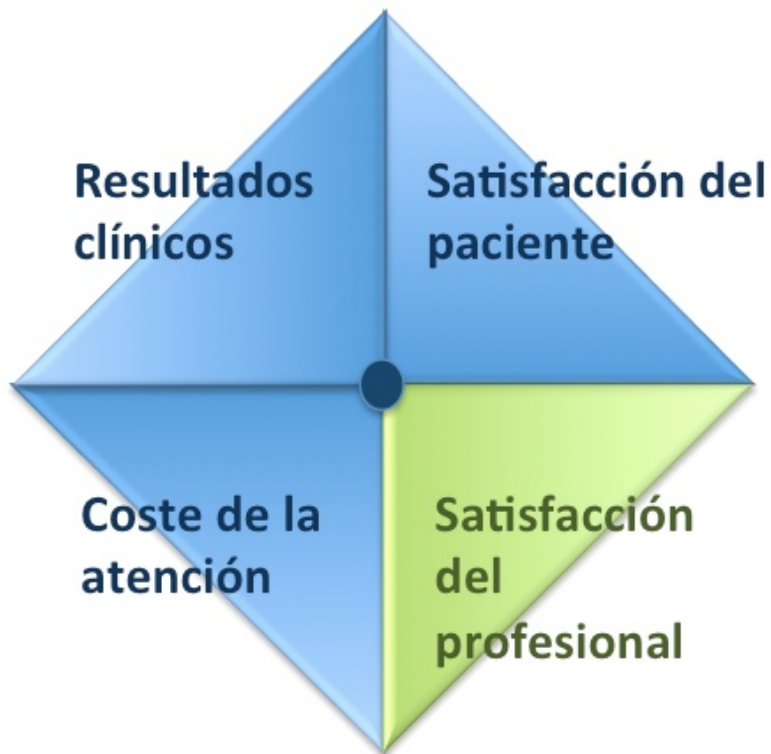 Resultados
clínicos
Satisfacción del
paciente
Coste de la
atención
Satisfacción
del
profesional